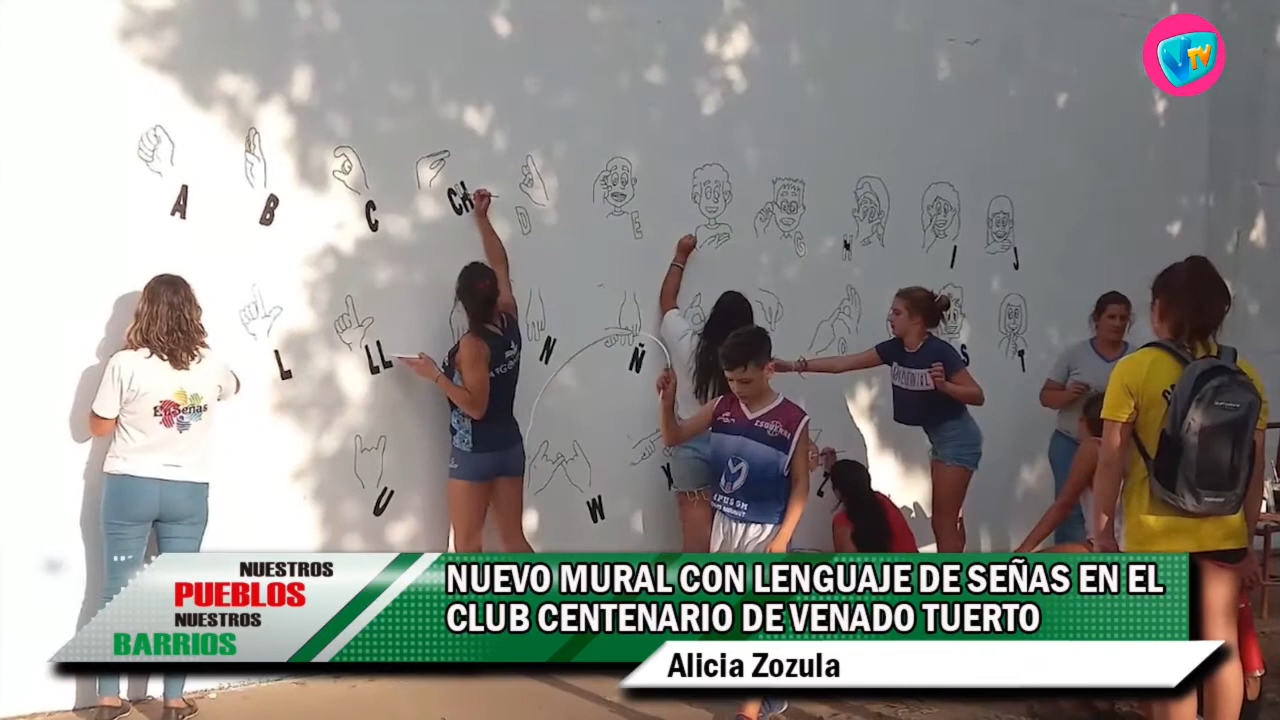 V TV
A
B
C
CH
D
E
G
H
I
J
L
LL
N
Ñ
S
T
U
W
X
Z
EnSeñas
NUESTROS
PUEBLOS
NUESTROS
BARRIOS
NUEVO MURAL CON LENGUAJE DE SEÑAS EN EL
CLUB CENTENARIO DE VENADO TUERTO
Alicia Zozula